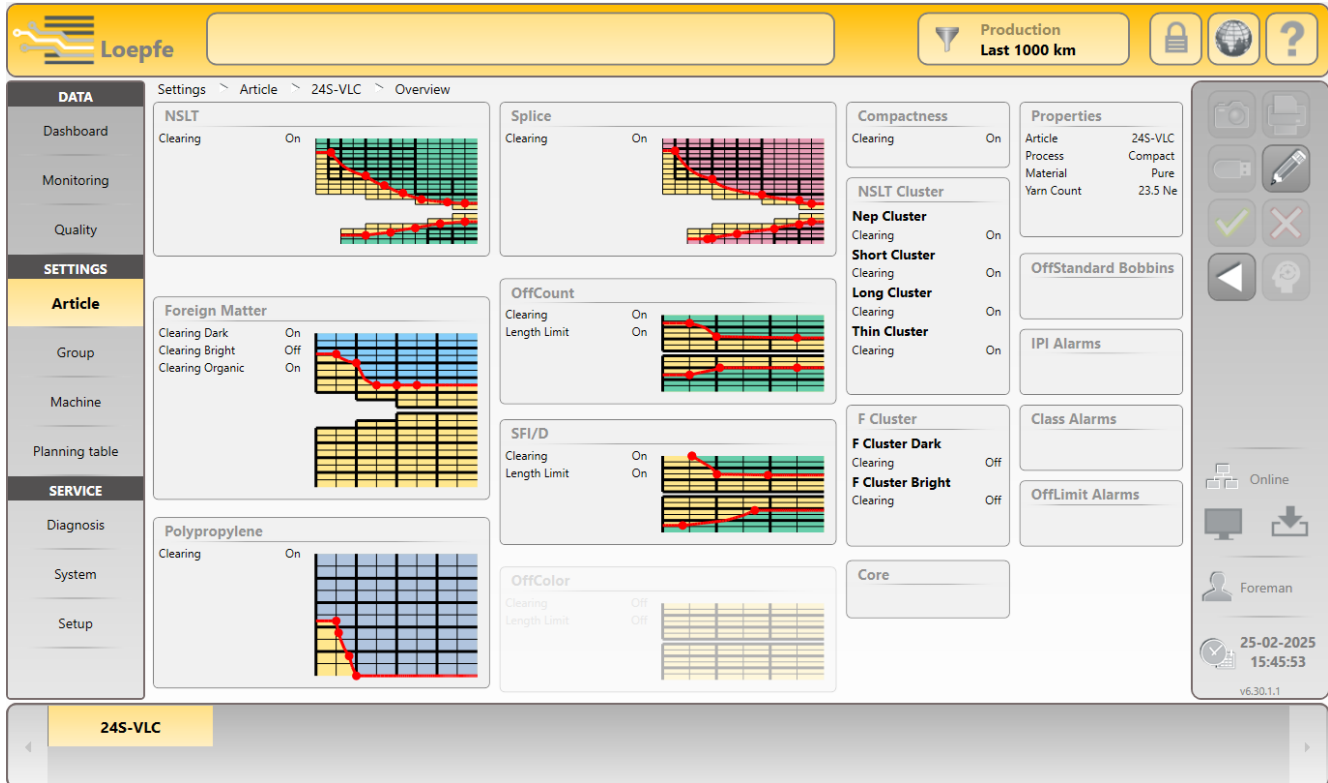 Loepfe
Production
Last 1000 km
DATA
Dashboard
Monitoring
Quality
SETTINGS
Article
Group
Machine
Planning table
SERVICE
Diagnosis
System
Setup
Settings > Article > 24S-VLC > Overview
NSLT
Clearing On
Foreign Matter
Clearing Dark On
Clearing Bright Off
Clearing Organic On
Polypropylene
Clearing On
Splice
Clearing On
OffCount
Clearing On
Length Limit On
SFI/D
Clearing On
Length Limit On
OffColor
Clearing Off
Length Limit Off
Compactness
Clearing On
NSLT Cluster
Nep Cluster
Clearing On
Short Cluster
Clearing On
Long Cluster
Clearing On
Thin Cluster
Clearing On
F Cluster
F Cluster Dark
Clearing Off
F Cluster Bright
Clearing Off
Core
Properties
Article 24S-VLC
Process Compact
Material Pure
Yarn Count 23.5 Ne
OffStandard Bobbins
IPI Alarms
Class Alarms
OffLimit Alarms
Online
Foreman
25-02-2025
15:45:53
v6.30.1.1
24S-VLC